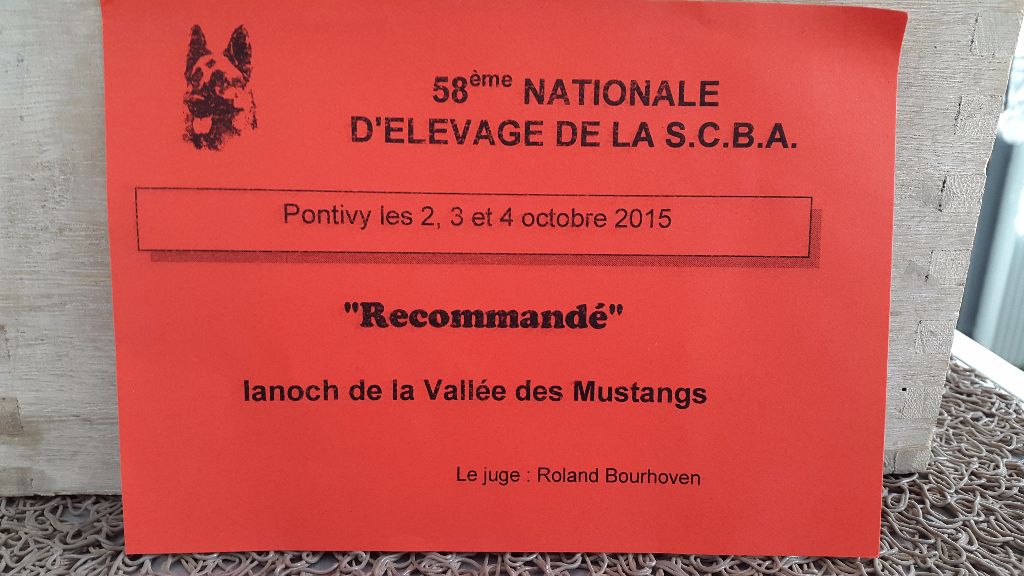 58ème NATIONALE
D'ELEVAGE DE LA S.C.B.A.
Pontivy les 2, 3 et 4 octobre 2015
"Recommandé"
Ianoch de la Vallée des Mustangs
Le juge : Roland Bourhoven